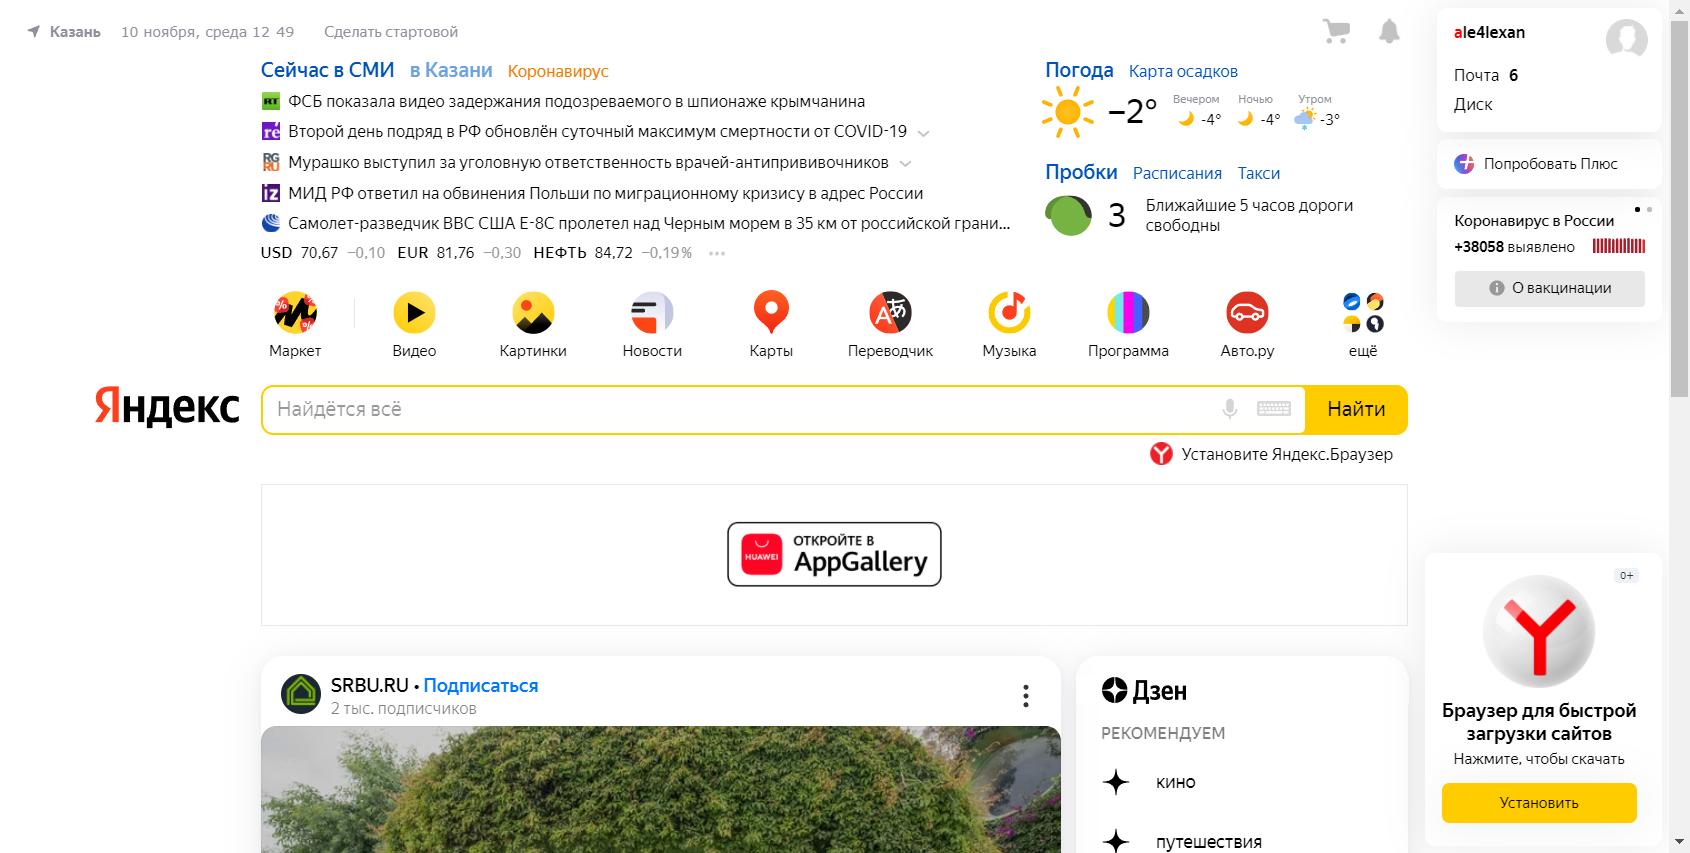 Казань 10 ноября, среда 12 49 Сделать стартовой
Сейчас в СМИ в Казани Коронавирус
ФСБ показала видео задержания подозреваемого в шпионаже крымчанина
Второй день подряд в РФ обновлён суточный максимум смертности от COVID-19
Мурашко выступил за уголовную ответственность врачей-антипрививочников
МИД РФ ответил на обвинения Польши по миграционному кризису в адрес России
Самолет-разведчик ВВС США E-8C пролетел над Черным морем в 35 км от российской грани...
USD 70,67 −0,10 EUR 81,76 −0,30 НЕФТЬ 84,72 −0,19% •••
Погода Карта осадков
−2° Вечером -4° Ночью -4° Утром -3°
Пробки Расписания Такси
3 Ближайшие 5 часов дороги
свободны
ale4lexan
Почта 6
Диск
Попробовать Плюс
Коронавирус в России
+38058 выявлено
О вакцинации
Маркет Видео Картинки Новости Карты Переводчик Музыка Программа Авто.ру ещё
Яндекс Найдётся всё Найти
Установите Яндекс.Браузер
HUAWEI
ОТКРОЙТЕ В
AppGallery
SRBU.RU • Подписаться
2 тыс. подписчиков
Дзен
РЕКОМЕНДУЕМ
кино
путешествия
0+
Браузер для быстрой
загрузки сайтов
Нажмите, чтобы скачать
Установить